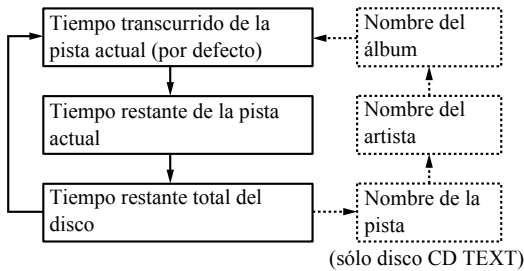 Tiempo transcurrido de la
pista actual (por defecto)
Tiempo restante de la pista
actual
Tiempo restante total del
disco
Nombre del
álbum
Nombre del
artista
Nombre de la
pista
(sólo disco CD TEXT)